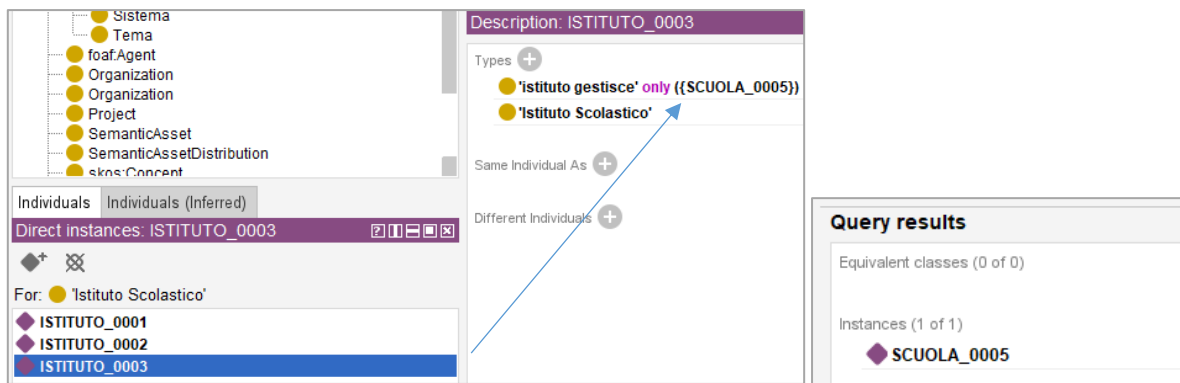 Sistema
Tema
foaf:Agent
Organization
Organization
Project
SemanticAsset
SemanticAssetDistribution
skos:Concept
Individuals Individuals (Inferred)
Direct instances: ISTITUTO_0003
For: 'Istituto Scolastico'
ISTITUTO_0001
ISTITUTO_0002
ISTITUTO_0003
Description: ISTITUTO_0003
Types
'istituto gestisce' only ({SCUOLA_0005})
'Istituto Scolastico'
Same Individual As
Different Individuals
Query results
Equivalent classes (0 of 0)
Instances (1 of 1)
SCUOLA_0005